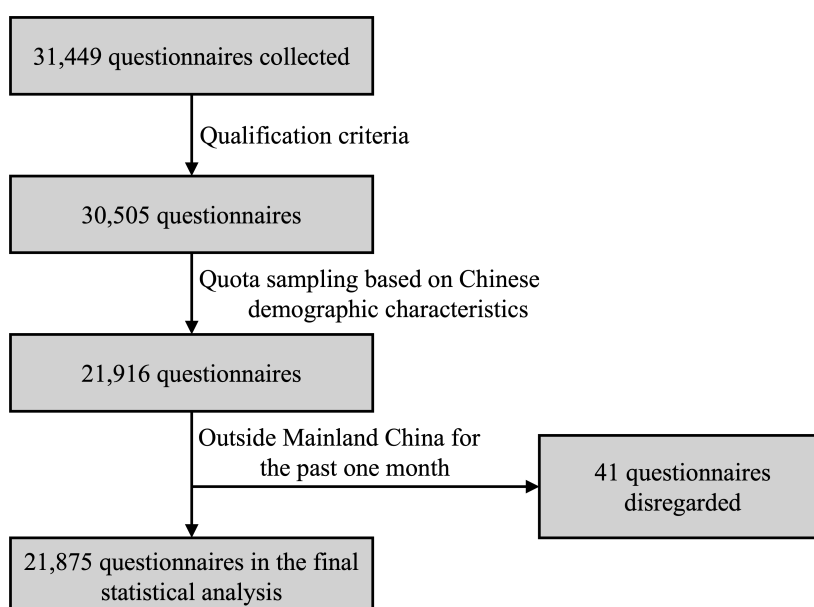 31,449 questionnaires collected
Qualification criteria
30,505 questionnaires
Quota sampling based on Chinese
demographic characteristics
21,916 questionnaires
Outside Mainland China for
the past one month
41 questionnaires
disregarded
21,875 questionnaires in the final
statistical analysis